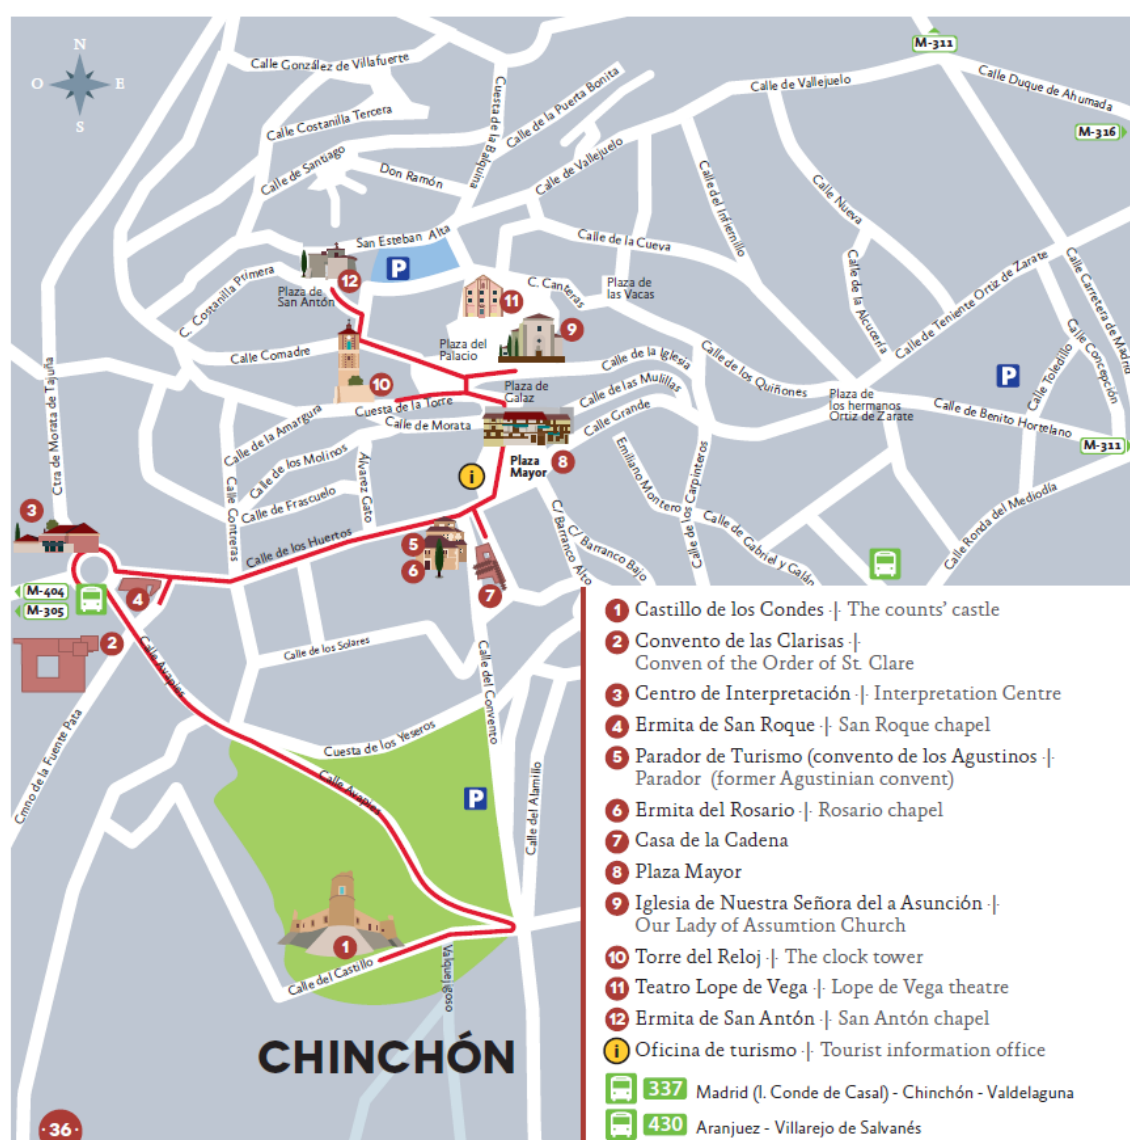 N
O
E
S
M-311
Calle González de Villafuerte
Cuesta de la Balquina
Calle de la Puerta Bonita
Calle de Vallejuelo
Calle Duque de Ahumada
M-316
Calle Costanilla Tercera
Calle de Santiago
Don Ramón
Calle de Vallejuelo
Calle del Infiernillo
Calle Nueva
San Esteban Alta
P
Calle de la Cueva
Calle de la Alcucería
Calle de Teniente Ortiz de Zarate
Calle Carretera de Madrid
12
Plaza de
San Antón
C. Costanilla Primera
11
C. Canteras
Plaza de
las Vacas
9
Plaza del
Palacio
Calle Comadre
Calle de la Iglesia
Calle de los Quiñones
Calle Concepción
Calle Toledillo
P
Ctra de Morata de Tajuña
10
Plaza de
Galaz
Calle de las Mulillas
Plaza de
los hermanos
Ortiz de Zarate
Calle de Benito Hortelano
M-311
Cuesta de la Torre
Calle de Morata
Calle Grande
Calle de la Amargura
Calle de los Molinos
Calle de Frascuelo
Calle Contreras
Álvarez Gato
i
Plaza
Mayor
8
Emiliano Montero
Calle de los Carpinteros
Calle de Gabriel y Galán
Calle Ronda del Mediodía
3
Calle de los Huertos
5
6
7
C/ Barranco Alto
C/ Barranco Bajo
M-404
M-305
4
2
Calle Avapies
Calle de los Solares
Calle del Convento
Cmno de la Fuente Pata
Cuesta de los Yeseros
Calle Avapies
P
Calle del Alamillo
1
Calle del Castillo
Valquejigoso
CHINCHÓN
·36·
1 Castillo de los Condes ·|· The counts' castle
2 Convento de las Clarisas ·|·
Conven of the Order of St. Clare
3 Centro de Interpretación ·|· Interpretation Centre
4 Ermita de San Roque ·|· San Roque chapel
5 Parador de Turismo (convento de los Agustinos ·|·
Parador (former Agustinian convent)
6 Ermita del Rosario ·|· Rosario chapel
7 Casa de la Cadena
8 Plaza Mayor
9 Iglesia de Nuestra Señora del a Asunción ·|·
Our Lady of Assumtion Church
10 Torre del Reloj ·|· The clock tower
11 Teatro Lope de Vega ·|· Lope de Vega theatre
12 Ermita de San Antón ·|· San Antón chapel
i Oficina de turismo ·|· Tourist information office
337 Madrid (I. Conde de Casal) - Chinchón - Valdelaguna
430 Aranjuez - Villarejo de Salvanés